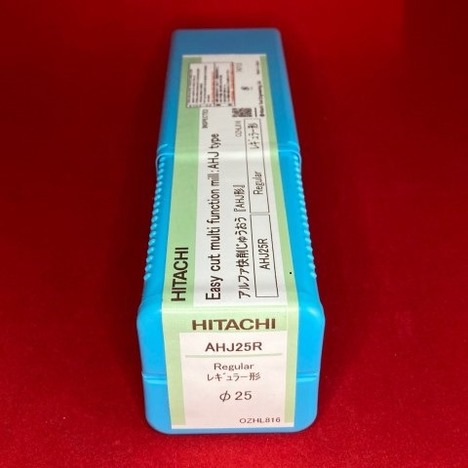 HITACHI
Easy cut multi function mill:AHJ type
アルファ快削じゅうおう『AHJ形』
AHJ25R
Regular
レギュラー形
OZHL816
INSPECTED
HITACHI
AHJ25R
Regular
レギュラー形
φ25
OZHL816